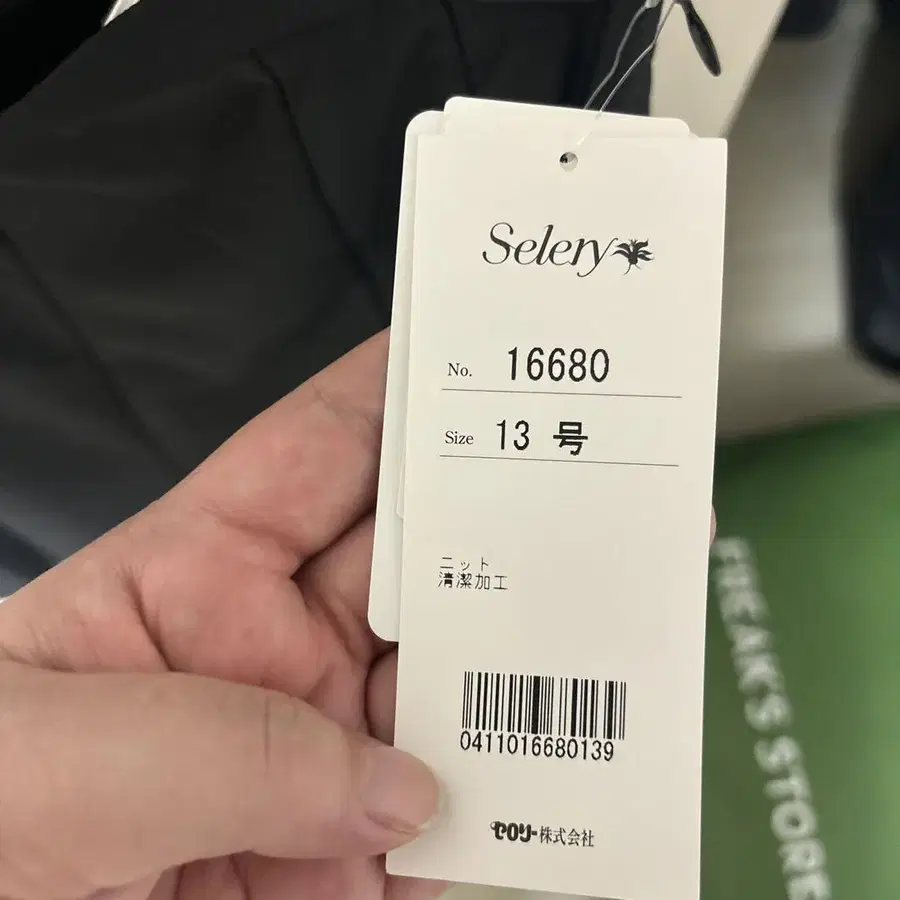 Selery
No. 16680
Size 13 号
ニット
清潔加工
0411016680139
セロリー株式会社
FREAK'S STORE